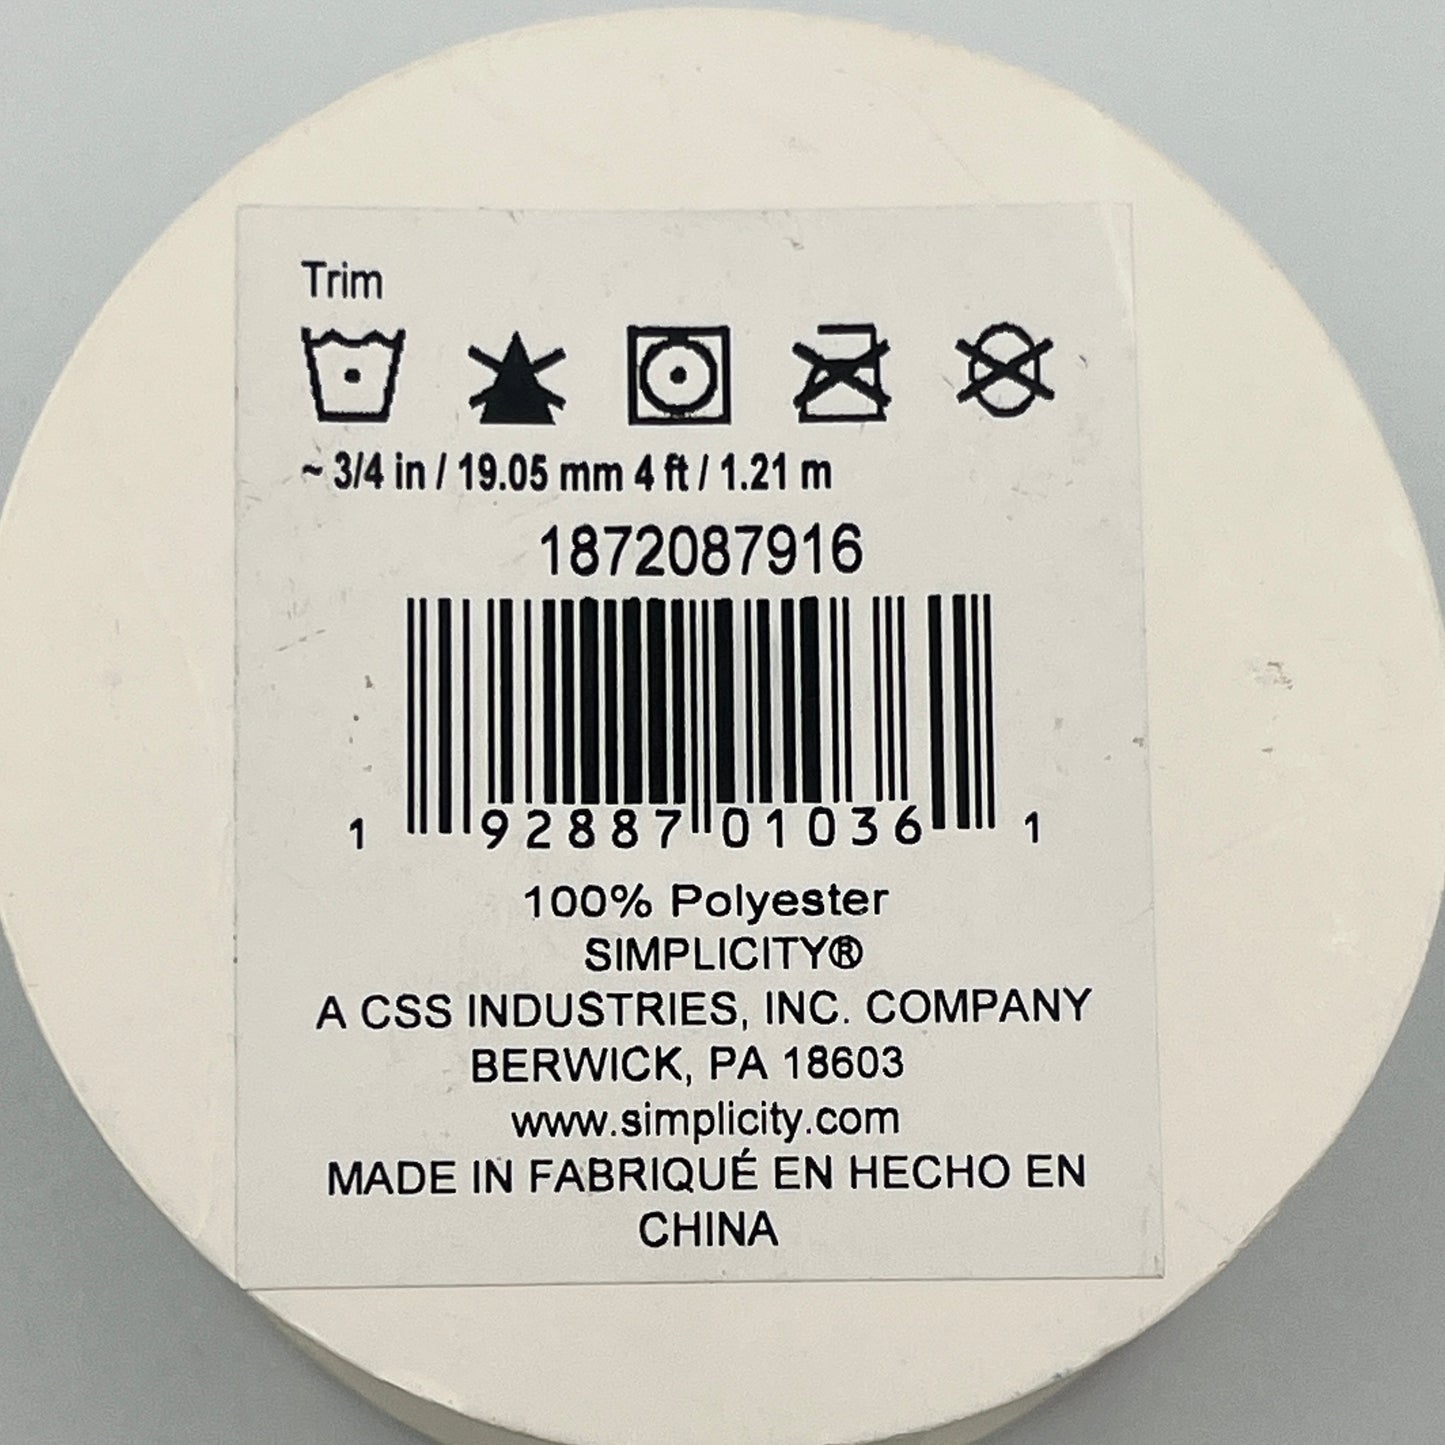 Trim
~ 3/4 in / 19.05 mm 4 ft / 1.21 m
1872087916
1 92887 01036 1
100% Polyester
SIMPLICITY®
A CSS INDUSTRIES, INC. COMPANY
BERWICK, PA 18603
www.simplicity.com
MADE IN FABRIQUÉ EN HECHO EN
CHINA